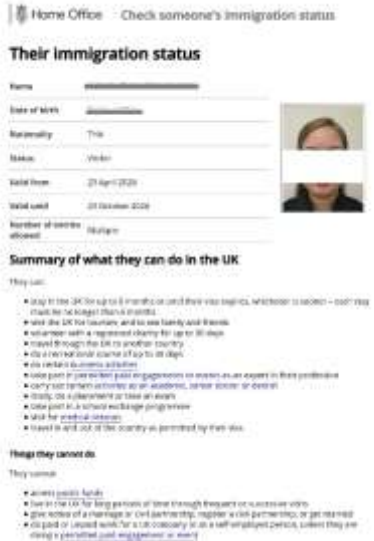 Home Office Check someone's immigration status
Their immigration status
Name
Date of birth
Nationality Thai
Status Visitor
Valid from April 2026
Valid until October 2026
Number of entries
allowed Multiple
Summary of what they can do in the UK
They can:
stay in the UK for up to 6 months or until their visa expires, whichever is sooner – each stay
must be no longer than 6 months
visit the UK for tourism, and to see family and friends
volunteer with a registered charity for up to 30 days
travel through the UK to another country
do a recreational course of up to 30 days
do certain business activities
take part in permitted paid engagements or events as an expert in their profession
carry out certain activities as an academic, senior doctor or dentist
study, do a placement or take an exam
take part in a school exchange programme
visit for medical reasons
travel in and out of the country as permitted by their visa
Things they cannot do
They cannot:
access public funds
live in the UK for long periods of time through frequent or successive visits
give notice of a marriage or civil partnership, register a civil partnership, or get married
do paid or unpaid work for a UK company or as a self-employed person, unless they are
doing a permitted paid engagement or event